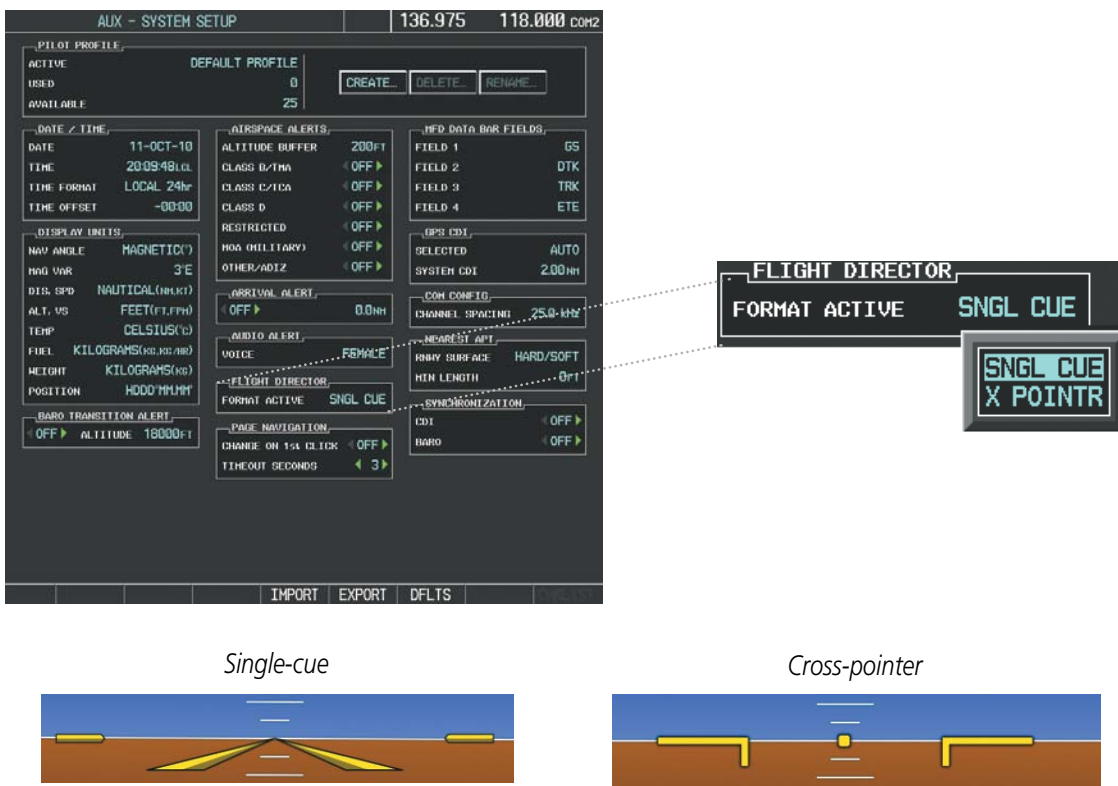 AUX - SYSTEM SETUP 136.975 118.000 COM2
PILOT PROFILE
ACTIVE DEFAULT PROFILE
USED 0
AVAILABLE 25
CREATE… DELETE… RENAME…
DATE / TIME
DATE 11-OCT-10
TIME 20:09:48LCL
TIME FORMAT LOCAL 24hr
TIME OFFSET -00:00
DISPLAY UNITS
NAV ANGLE MAGNETIC(°)
MAG VAR 3°E
DIS, SPD NAUTICAL(NM,KT)
ALT, VS FEET(FT,FPM)
TEMP CELSIUS(°C)
FUEL KILOGRAMS(KG,KG/HR)
WEIGHT KILOGRAMS(KG)
POSITION HDDD°MM.MM'
BARO TRANSITION ALERT
OFF ALTITUDE 18000FT
AIRSPACE ALERTS
ALTITUDE BUFFER 200FT
CLASS B/TMA OFF
CLASS C/TCA OFF
CLASS D OFF
RESTRICTED OFF
MOA (MILITARY) OFF
OTHER/ADIZ OFF
ARRIVAL ALERT
OFF 0.0NM
AUDIO ALERT
VOICE FEMALE
FLIGHT DIRECTOR
FORMAT ACTIVE SNGL CUE
PAGE NAVIGATION
CHANGE ON 1st CLICK OFF
TIMEOUT SECONDS 3
MFD DATA BAR FIELDS
FIELD 1 GS
FIELD 2 DTK
FIELD 3 TRK
FIELD 4 ETE
GPS CDI
SELECTED AUTO
SYSTEM CDI 2.00NM
COM CONFIG
CHANNEL SPACING 25.0 kHz
NEAREST APT
RNWY SURFACE HARD/SOFT
MIN LENGTH 0FT
SYNCHRONIZATION
CDI OFF
BARO OFF
IMPORT EXPORT DFLTS CHKLIST
FLIGHT DIRECTOR
FORMAT ACTIVE SNGL CUE
SNGL CUE
X POINTR
Single-cue
Cross-pointer